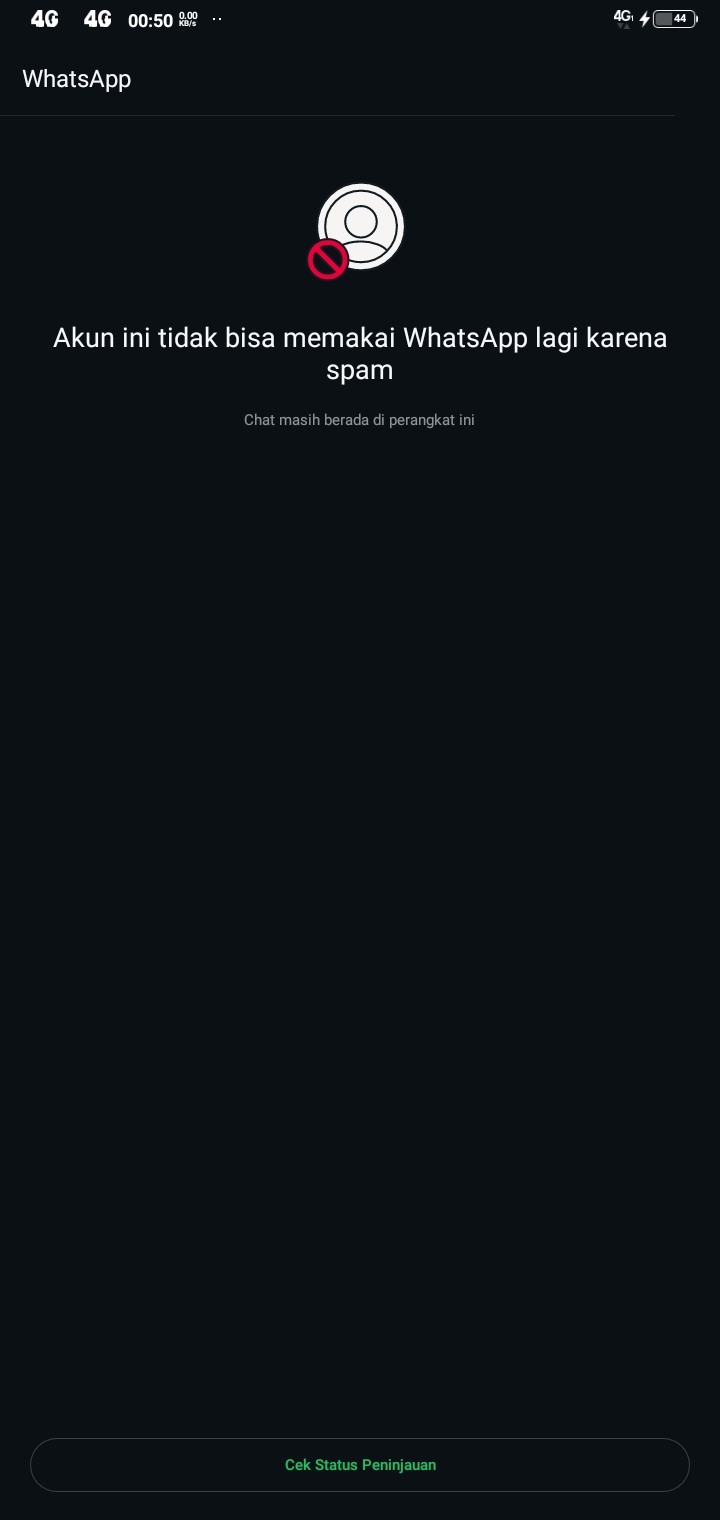 4G 4G 00:50 0.00 KB/s ·· 4G 44
WhatsApp
Akun ini tidak bisa memakai WhatsApp lagi karena
spam
Chat masih berada di perangkat ini
Cek Status Peninjauan